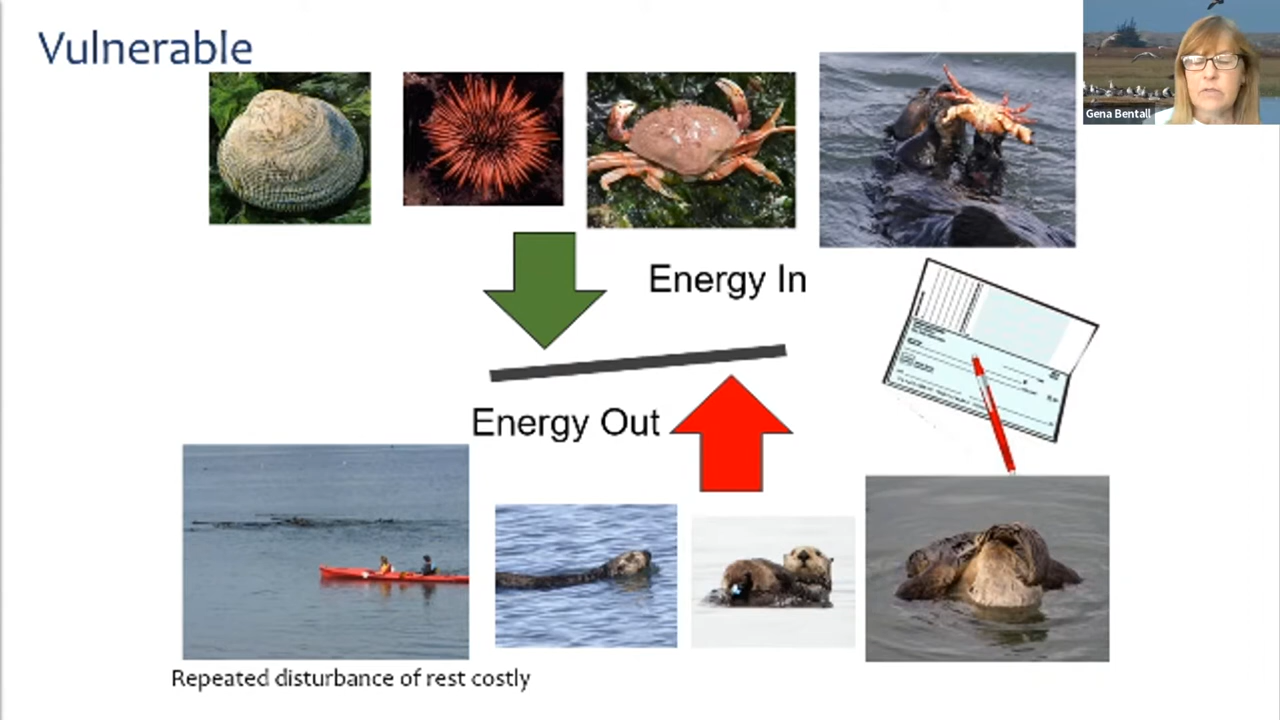 Vulnerable
Gena Bentall
Energy In
Energy Out
Repeated disturbance of rest costly